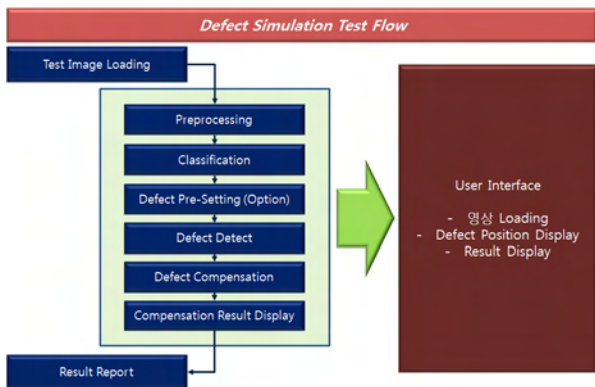 Defect Simulation Test Flow
Test Image Loading
Preprocessing
Classification
Defect Pre-Setting (Option)
Defect Detect
Defect Compensation
Compensation Result Display
Result Report
User Interface
- 영상 Loading
- Defect Position Display
- Result Display